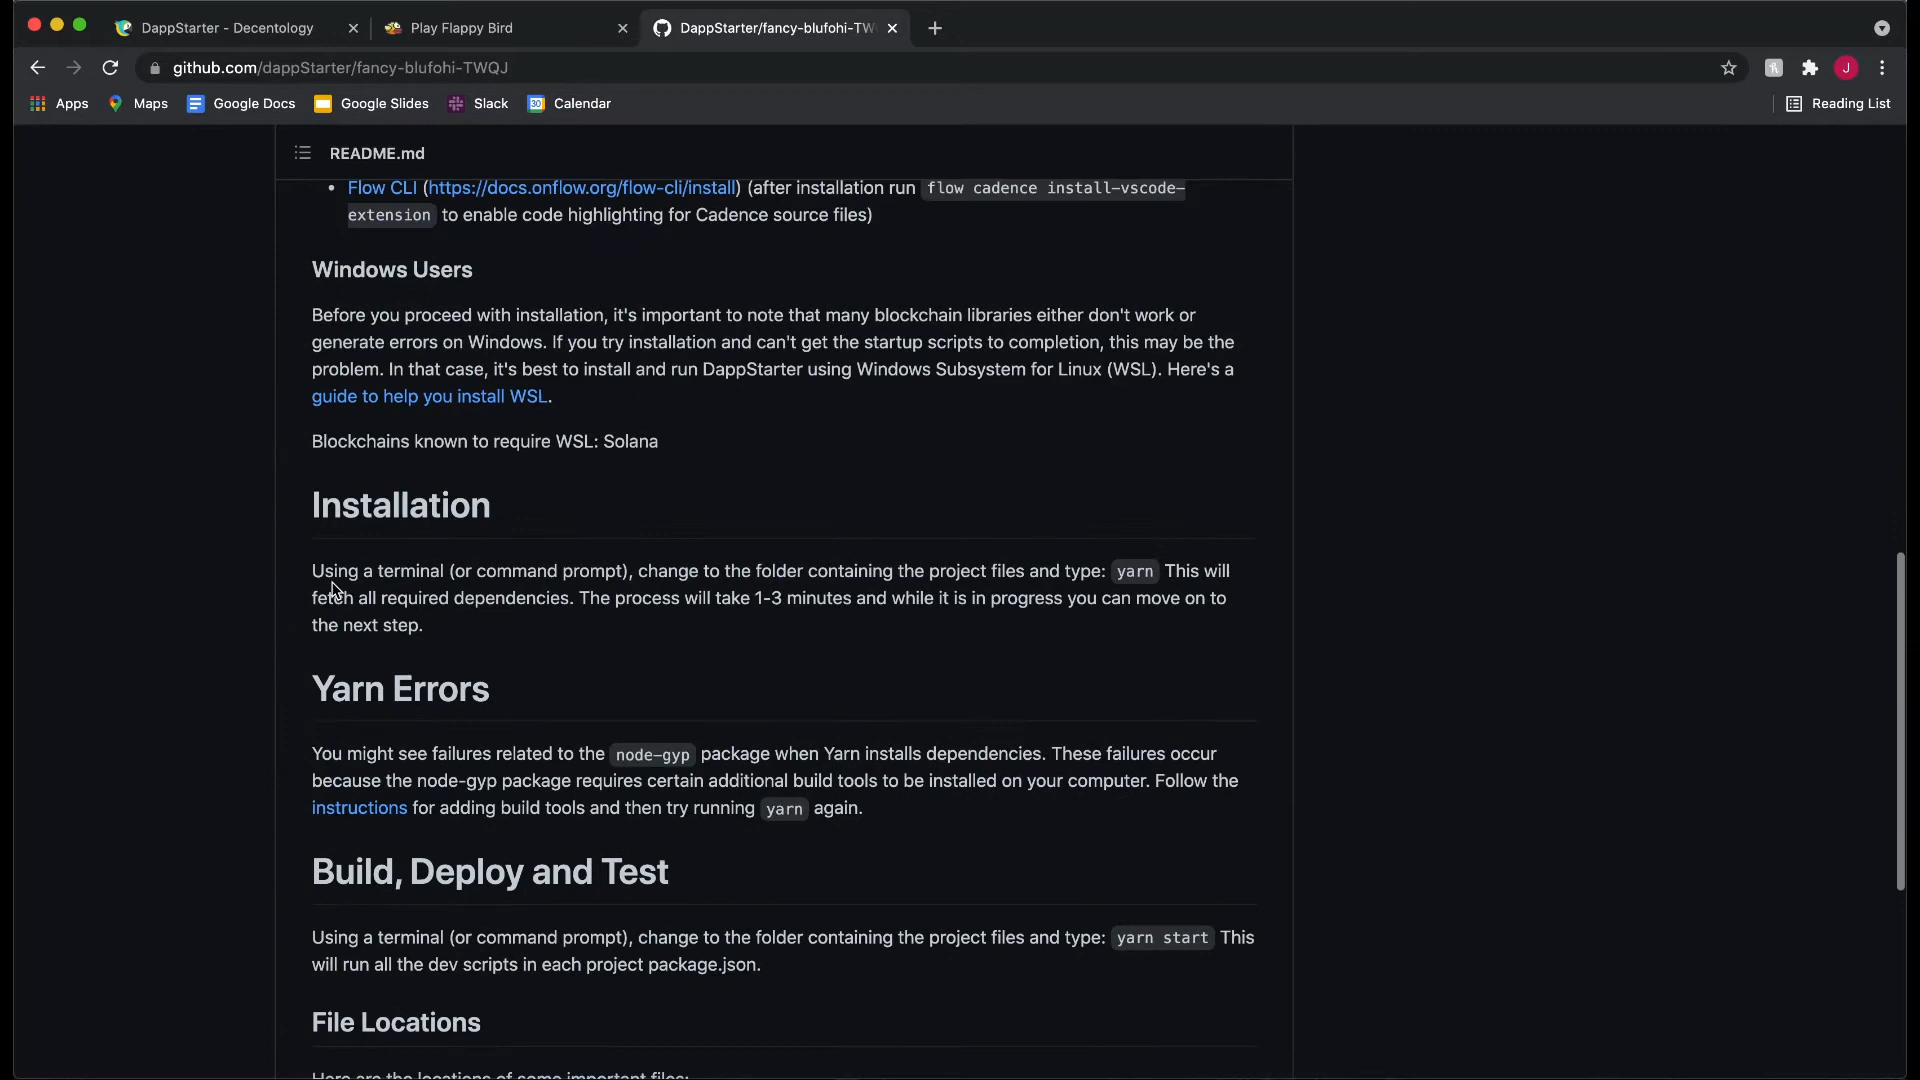 DappStarter - Decentology
Play Flappy Bird
DappStarter/fancy-blufohi-TW
github.com/dappStarter/fancy-blufohi-TWQJ
J
Apps
Maps
Google Docs
Google Slides
Slack
30
Calendar
Reading List
README.md
• Flow CLI (https://docs.onflow.org/flow-cli/install) (after installation run flow cadence install-vscode-
extension to enable code highlighting for Cadence source files)
Windows Users
Before you proceed with installation, it's important to note that many blockchain libraries either don't work or
generate errors on Windows. If you try installation and can't get the startup scripts to completion, this may be the
problem. In that case, it's best to install and run DappStarter using Windows Subsystem for Linux (WSL). Here's a
guide to help you install WSL.
Blockchains known to require WSL: Solana
Installation
Using a terminal (or command prompt), change to the folder containing the project files and type: yarn This will
fetch all required dependencies. The process will take 1-3 minutes and while it is in progress you can move on to
the next step.
Yarn Errors
You might see failures related to the node-gyp package when Yarn installs dependencies. These failures occur
because the node-gyp package requires certain additional build tools to be installed on your computer. Follow the
instructions for adding build tools and then try running yarn again.
Build, Deploy and Test
Using a terminal (or command prompt), change to the folder containing the project files and type: yarn start This
will run all the dev scripts in each project package.json.
File Locations
Here are the locations of some important files: